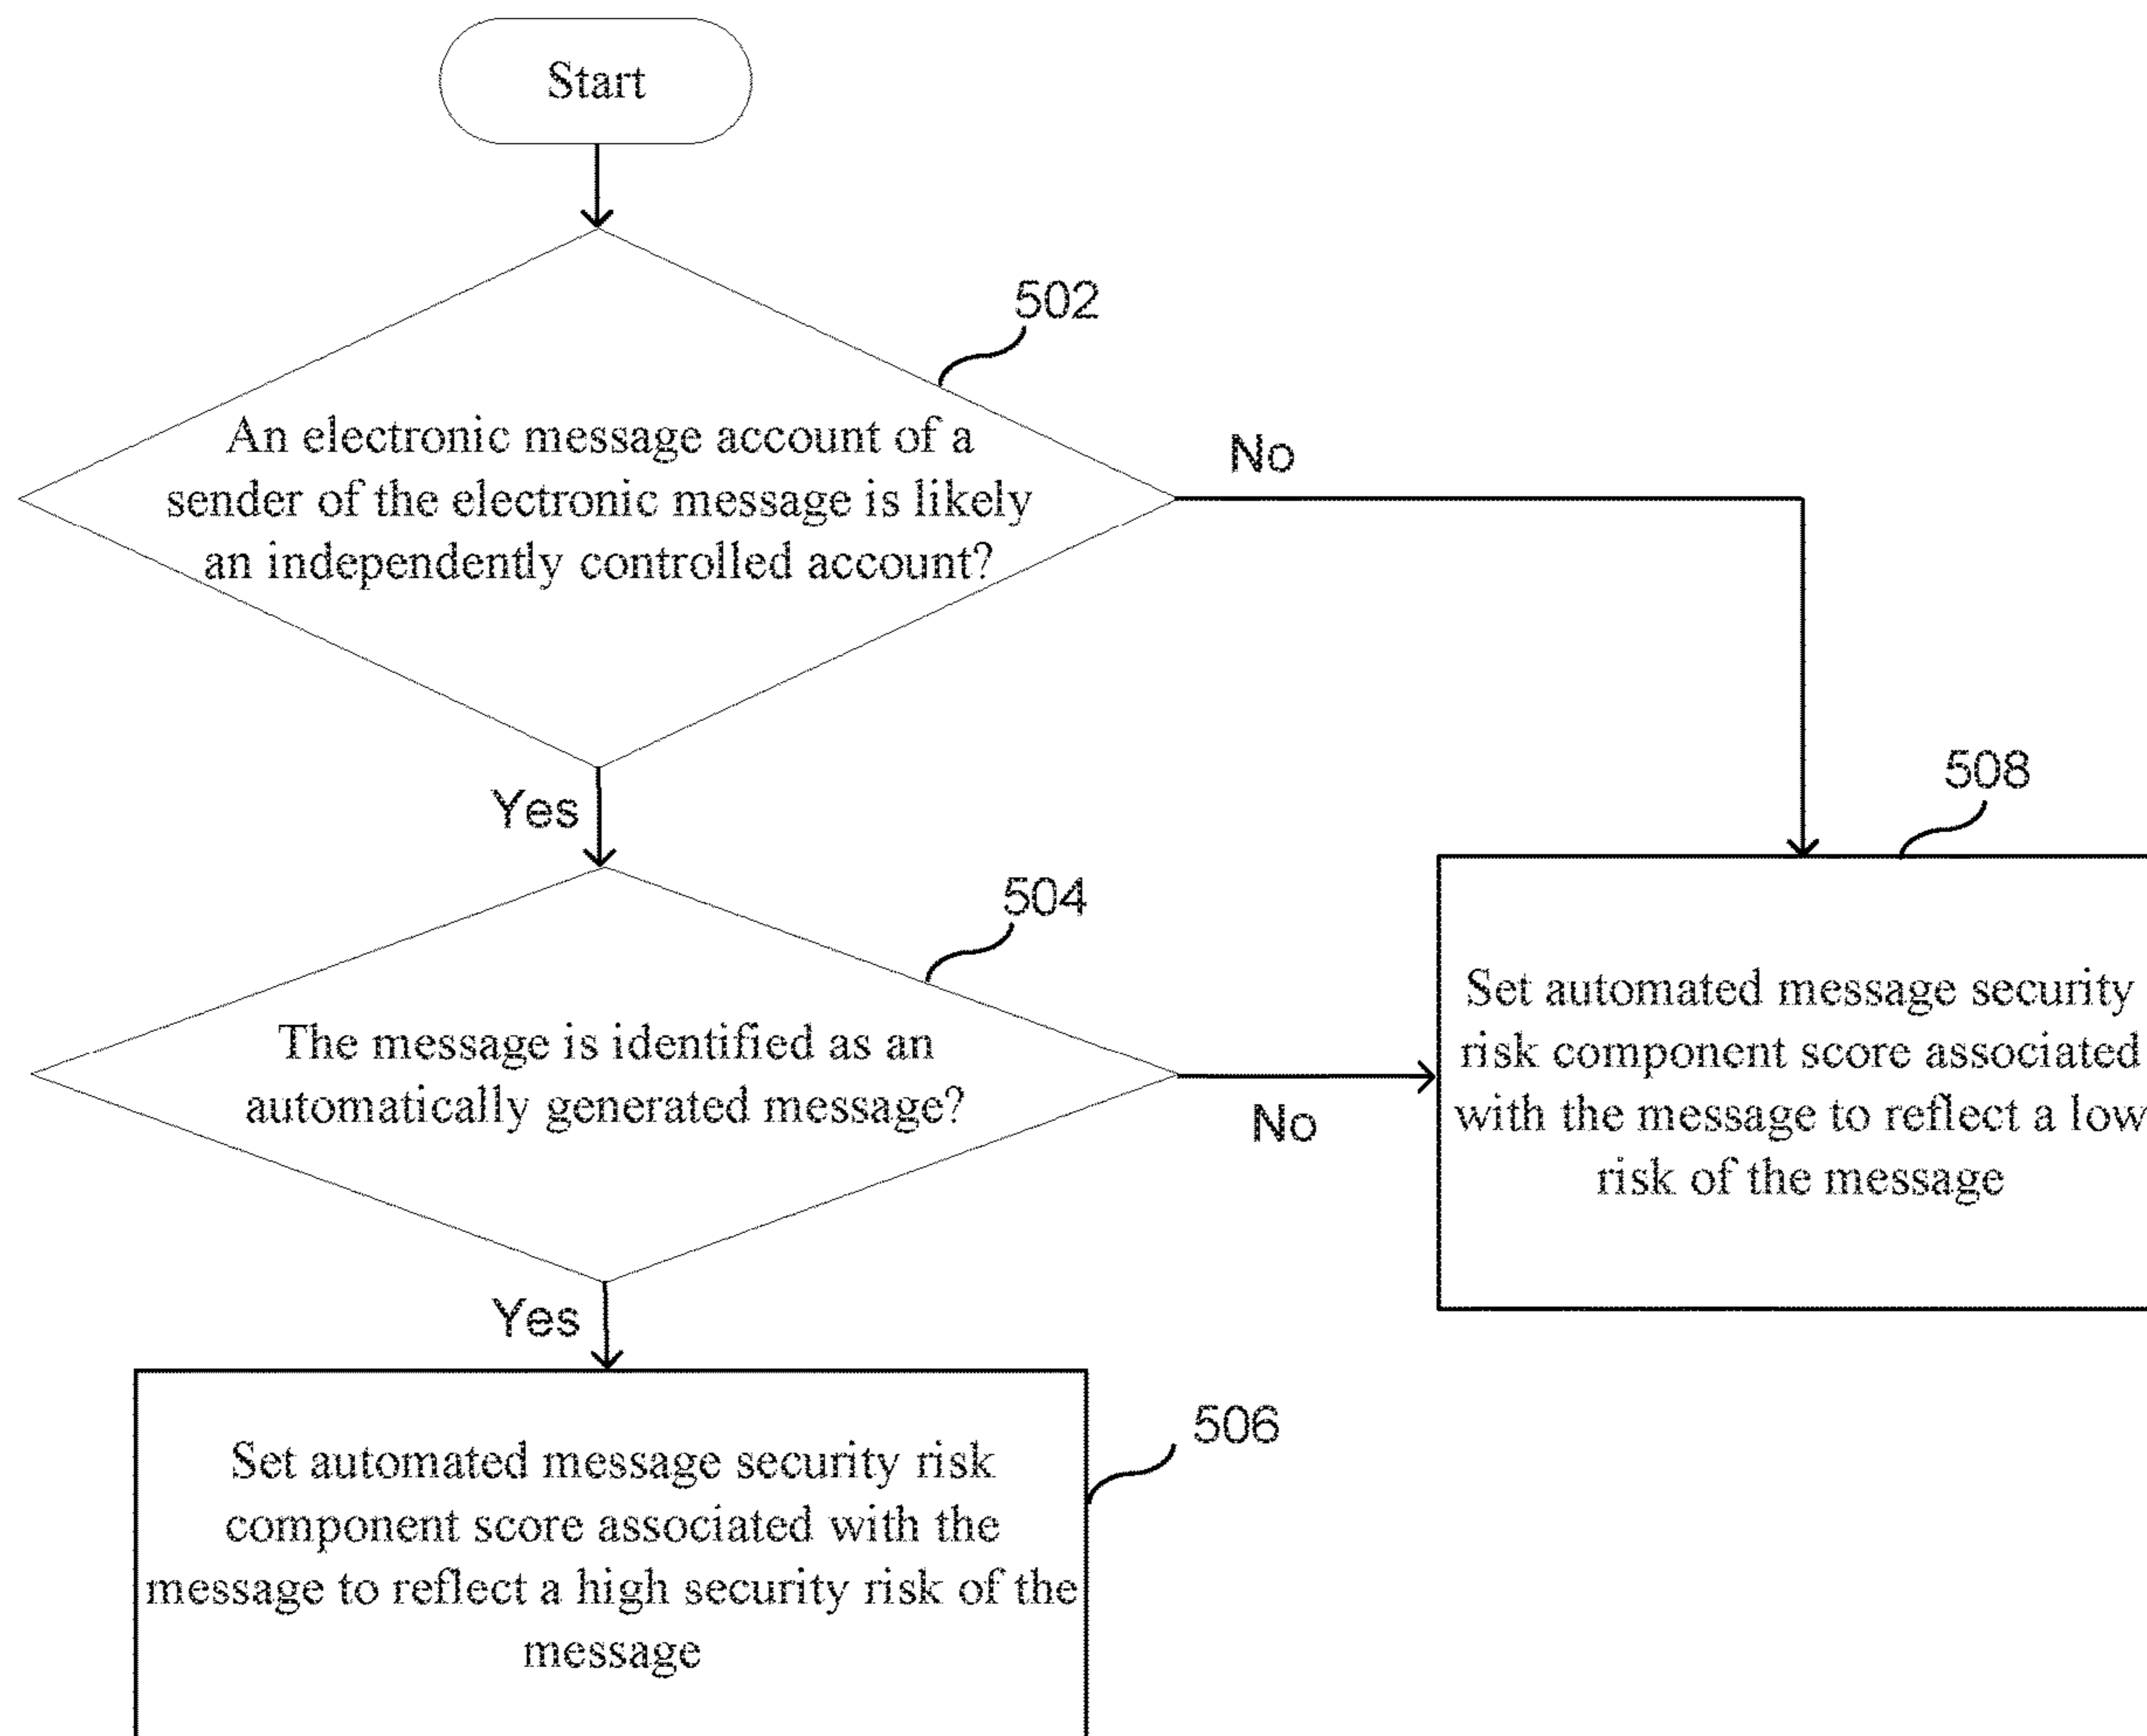 Start
502
An electronic message account of a
sender of the electronic message is likely
an independently controlled account?
No
Yes
504
The message is identified as an
automatically generated message?
No
508
Set automated message security
risk component score associated
with the message to reflect a low
risk of the message
Yes
506
Set automated message security risk
component score associated with the
message to reflect a high security risk of the
message